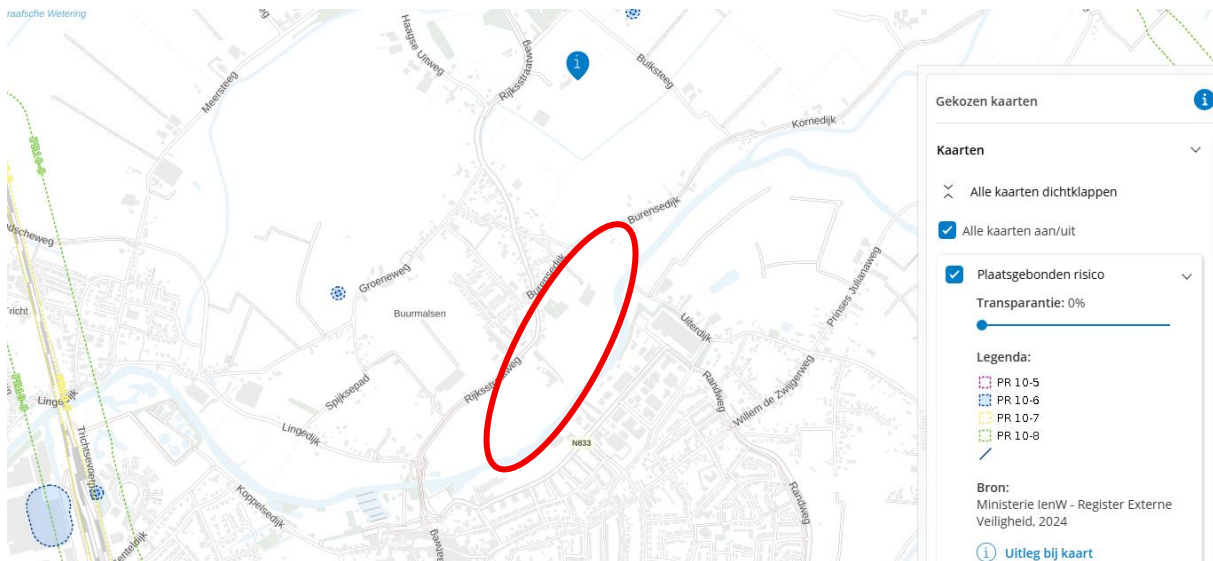 raafsche Wetering
Haagse Uitweg
Rijksstraatweg
Bulksteeg
Meersteeg
Kornedijk
Burensedijk
Groeneweg
Burensedijk
Buurmalsen
Prinses Julianaweg
Uiterdijk
Rijksstraatweg
Spijksepad
Randweg
Willem de Zwijgerweg
Lingedijk
Lingedijk
N833
Koppelsedijk
Randweg
Gekozen kaarten
Kaarten
Alle kaarten dichtklappen
Alle kaarten aan/uit
Plaatsgebonden risico
Transparantie: 0%
Legenda:
PR 10-5
PR 10-6
PR 10-7
PR 10-8
Bron:
Ministerie IenW - Register Externe
Veiligheid, 2024
Uitleg bij kaart